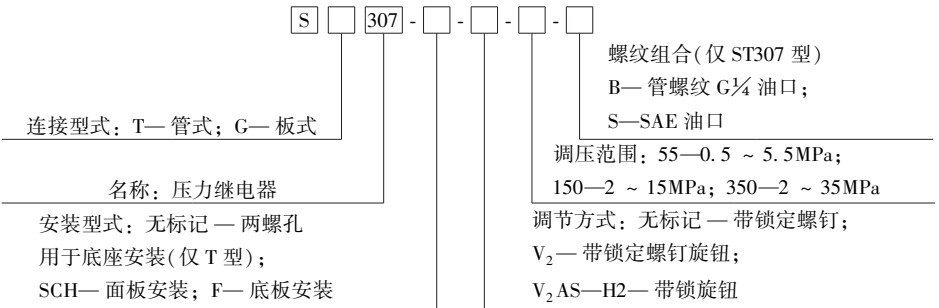 S □ 307 - □ - □ - □ - □
螺纹组合(仅 ST307 型)
B— 管螺纹 G¼ 油口;
S—SAE 油口
连接型式:T— 管式;G— 板式
调压范围:55—0.5 ~ 5.5MPa;
150—2 ~ 15MPa;350—2 ~ 35MPa
名称:压力继电器
安装型式:无标记 — 两螺孔
用于底座安装(仅 T 型);
SCH— 面板安装;F— 底板安装
调节方式:无标记 — 带锁定螺钉;
V₂— 带锁定螺钉旋钮;
V₂AS—H2— 带锁旋钮